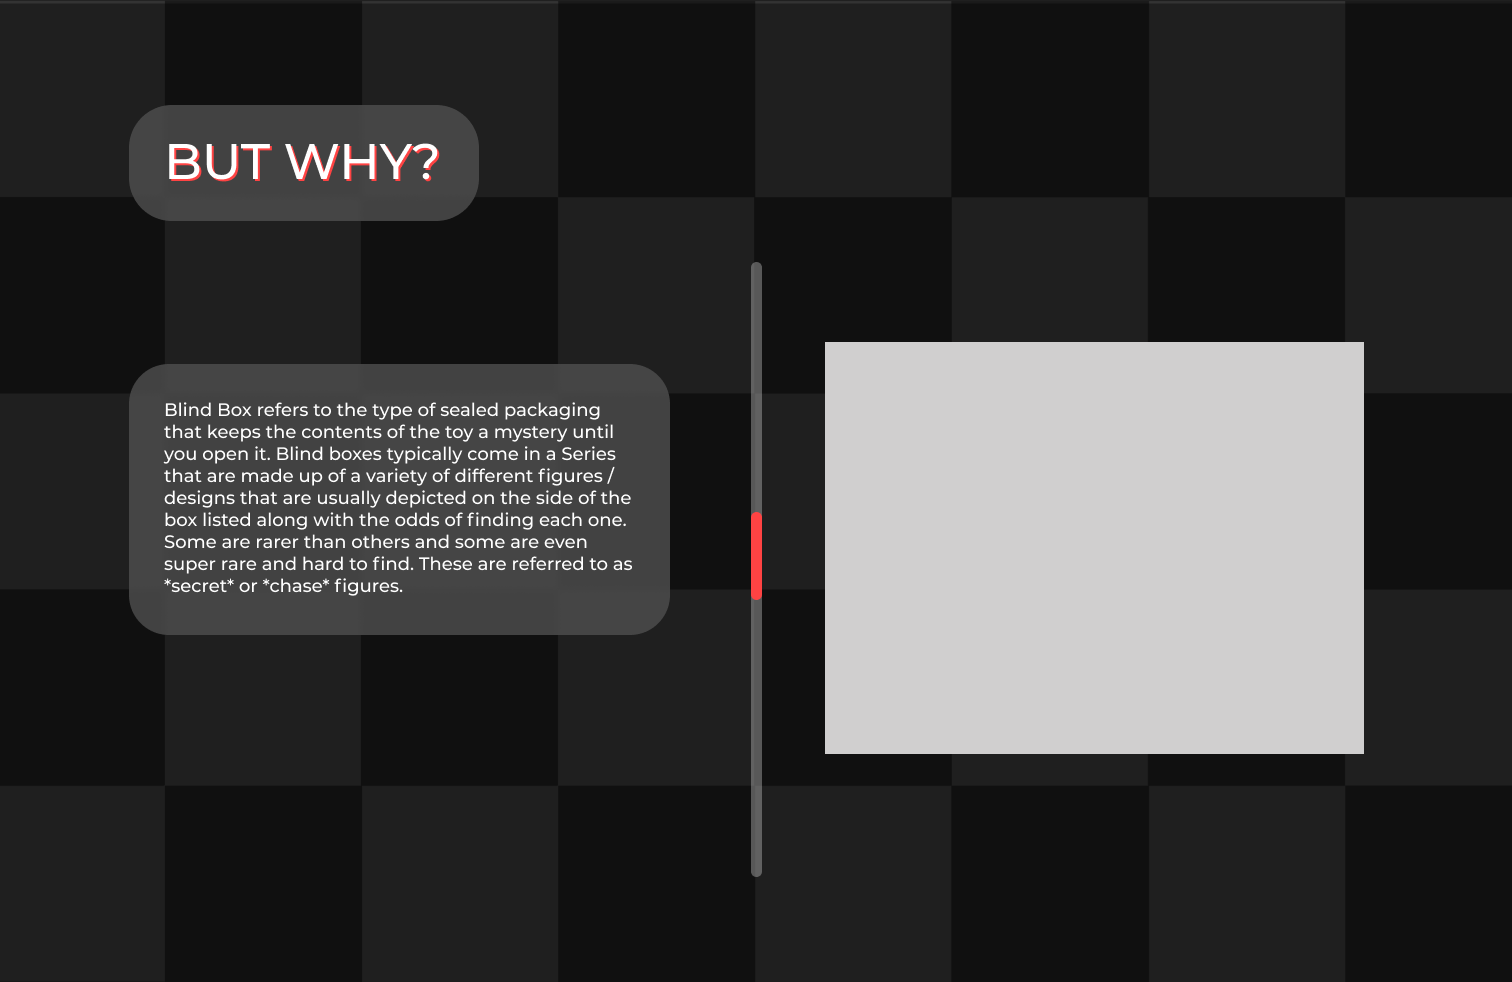 BUT WHY?
Blind Box refers to the type of sealed packaging
that keeps the contents of the toy a mystery until
you open it. Blind boxes typically come in a Series
that are made up of a variety of different figures /
designs that are usually depicted on the side of the
box listed along with the odds of finding each one.
Some are rarer than others and some are even
super rare and hard to find. These are referred to as
*secret* or *chase* figures.